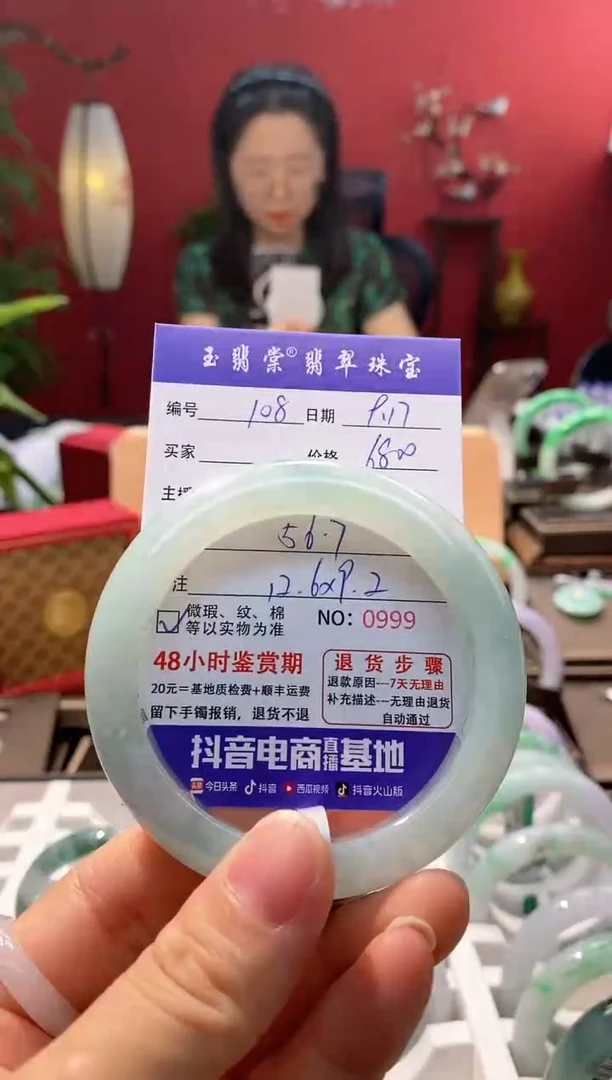 玉翡棠®翡翠珠宝
编号 108 日期 9.17
买家 价格 6800
主播
56.7
注 12.6x9.2
微瑕、纹、棉
等以实物为准
NO: 0999
48小时鉴赏期
20元=基地质检费+顺丰运费
留下手镯报销，退货不退
退货步骤
退款原因---7天无理由
补充描述---无理由退货
自动通过
抖音电商直播基地
头条 今日头条 抖音 西瓜视频 抖音火山版